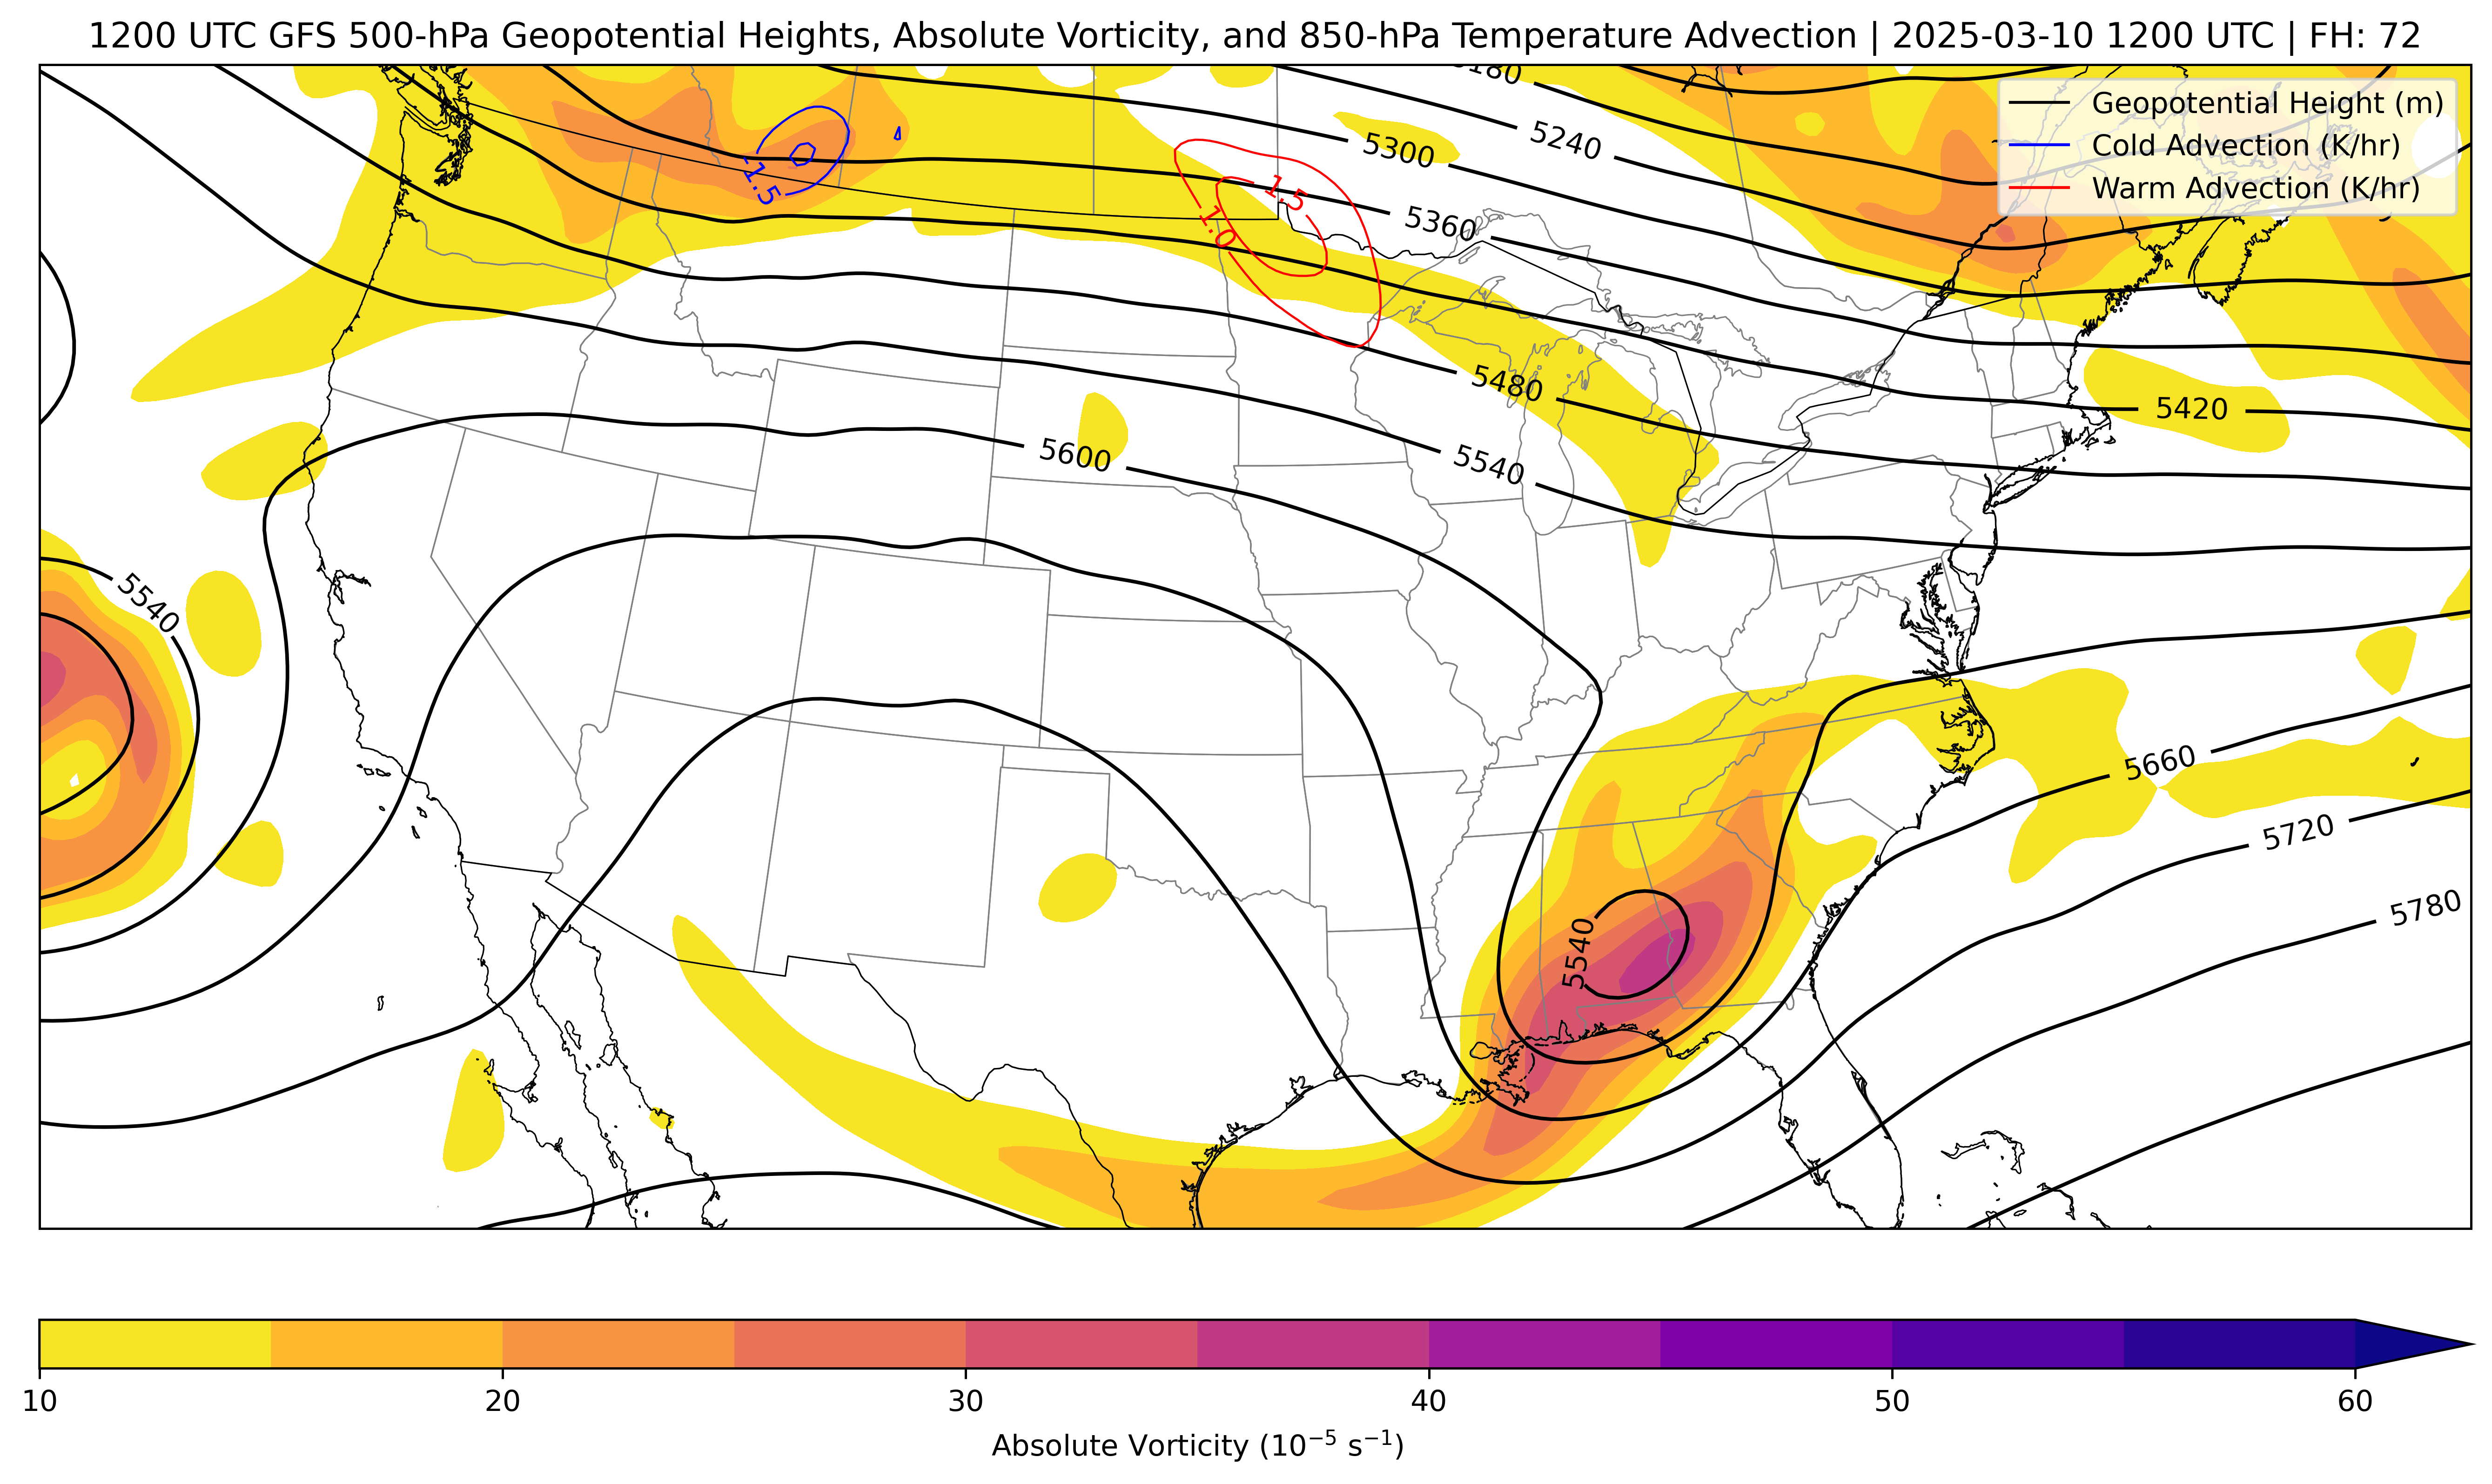 1200 UTC GFS 500-hPa Geopotential Heights, Absolute Vorticity, and 850-hPa Temperature Advection | 2025-03-10 1200 UTC | FH: 72
Geopotential Height (m)
Cold Advection (K/hr)
Warm Advection (K/hr)
5240
5300
5360
-1.5
1.5
1.0
5480
5420
5600
5540
5540
5660
5720
5780
5540
10 20 30 40 50 60
Absolute Vorticity (10⁻⁵ s⁻¹)